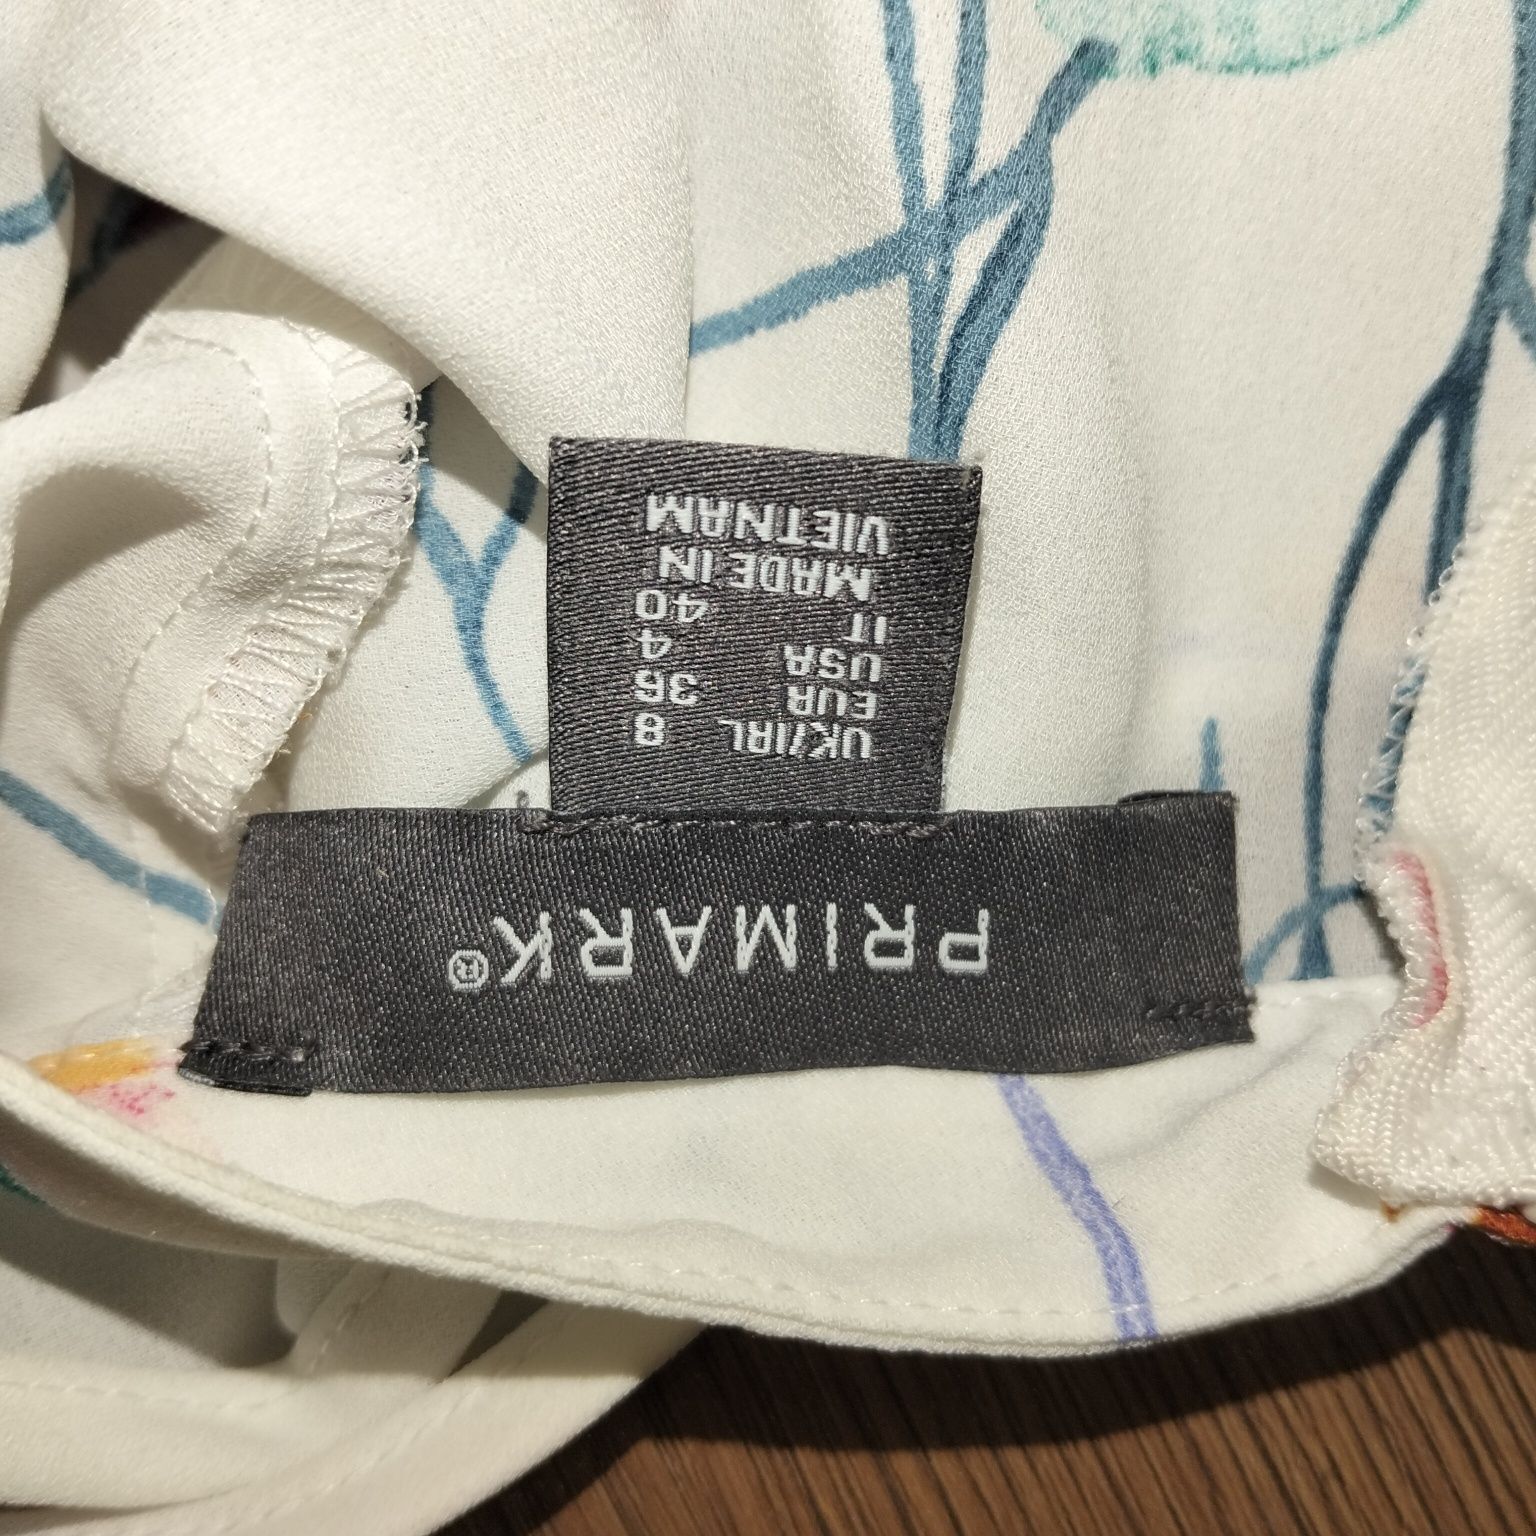 PRIMARK®
UK/IRL 8
EUR 36
USA 4
IT 40
MADE IN
VIETNAM